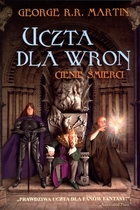 GEORGE R.R. MARTIN
UCZTA
DLA WRON
CIENIE ŚMIERCI
„PRAWDZIWA UCZTA DLA FANÓW FANTASY”